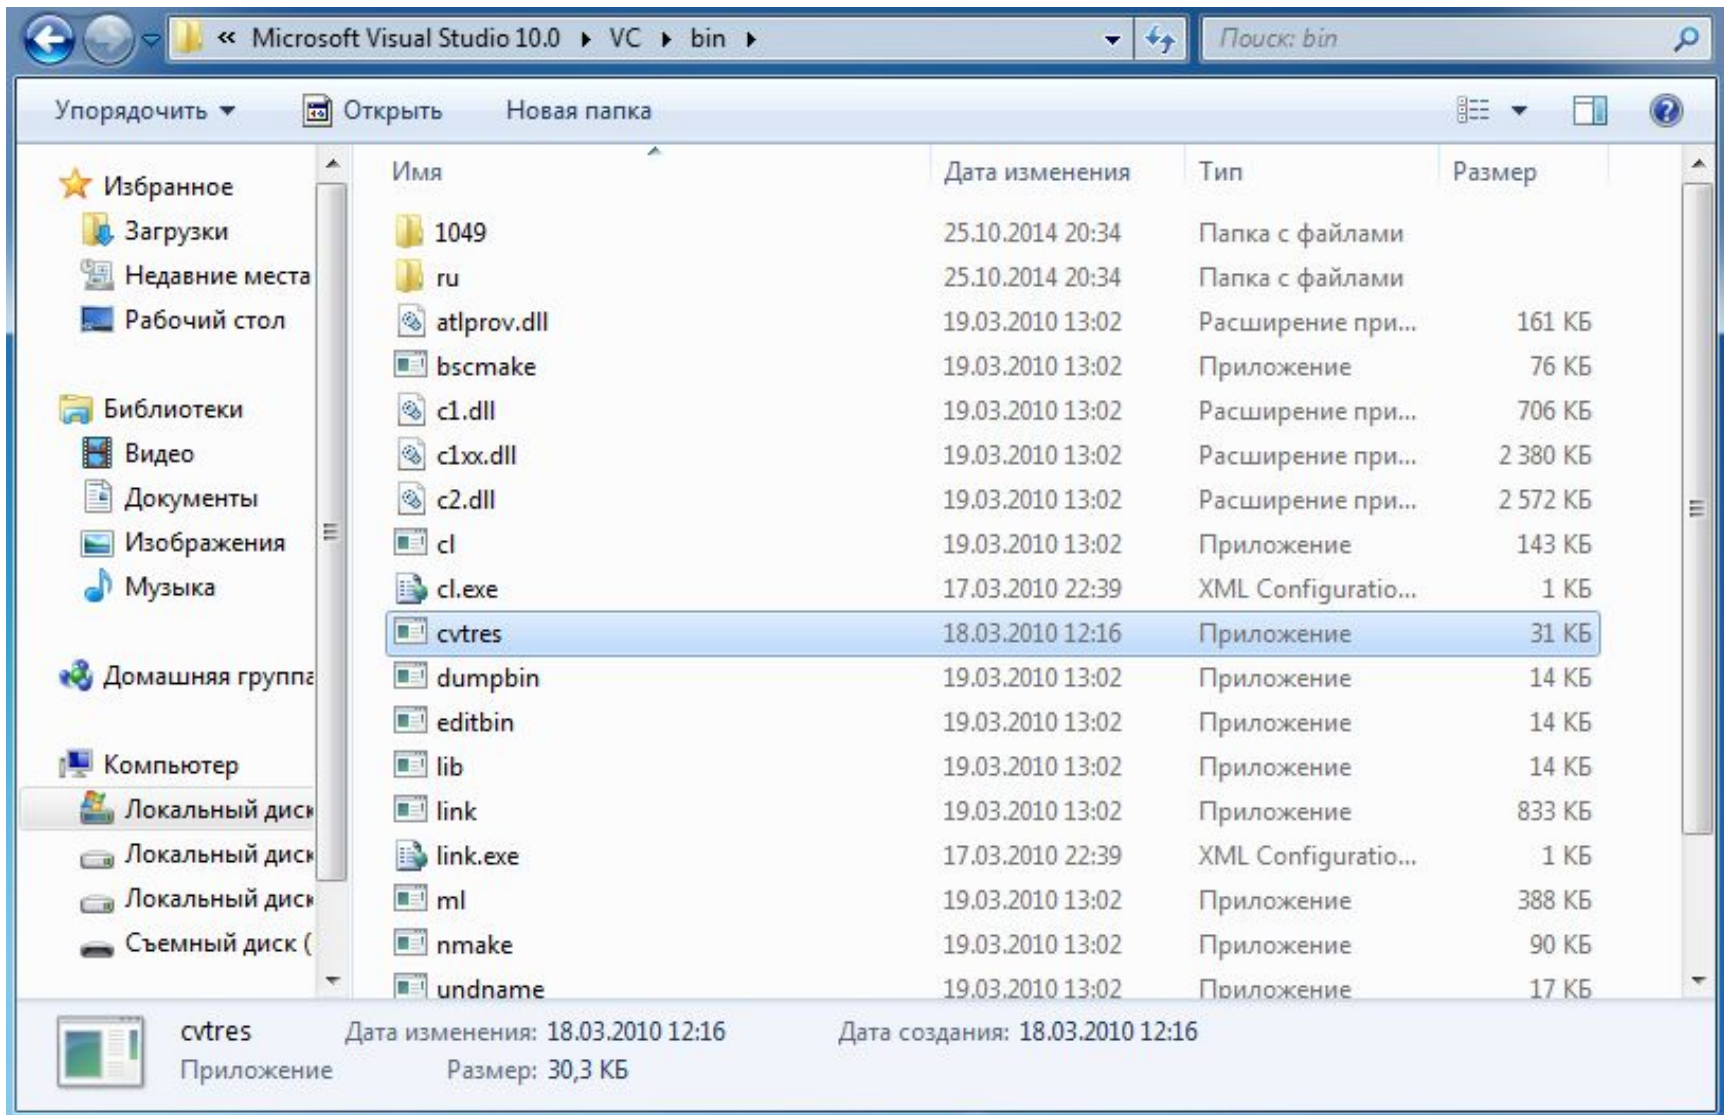 « Microsoft Visual Studio 10.0 ▸ VC ▸ bin ▸ Поиск: bin
Упорядочить Открыть Новая папка
Избранное
Загрузки
Недавние места
Рабочий стол
Библиотеки
Видео
Документы
Изображения
Музыка
Домашняя группа
Компьютер
Локальный диск
Локальный диск
Локальный диск
Съемный диск (
Имя Дата изменения Тип Размер
1049 25.10.2014 20:34 Папка с файлами
ru 25.10.2014 20:34 Папка с файлами
atlprov.dll 19.03.2010 13:02 Расширение при... 161 КБ
bscmake 19.03.2010 13:02 Приложение 76 КБ
c1.dll 19.03.2010 13:02 Расширение при... 706 КБ
c1xx.dll 19.03.2010 13:02 Расширение при... 2 380 КБ
c2.dll 19.03.2010 13:02 Расширение при... 2 572 КБ
cl 19.03.2010 13:02 Приложение 143 КБ
cl.exe 17.03.2010 22:39 XML Configuratio... 1 КБ
cvtres 18.03.2010 12:16 Приложение 31 КБ
dumpbin 19.03.2010 13:02 Приложение 14 КБ
editbin 19.03.2010 13:02 Приложение 14 КБ
lib 19.03.2010 13:02 Приложение 14 КБ
link 19.03.2010 13:02 Приложение 833 КБ
link.exe 17.03.2010 22:39 XML Configuratio... 1 КБ
ml 19.03.2010 13:02 Приложение 388 КБ
nmake 19.03.2010 13:02 Приложение 90 КБ
undname 19.03.2010 13:02 Приложение 17 КБ
cvtres Дата изменения: 18.03.2010 12:16 Дата создания: 18.03.2010 12:16
Приложение Размер: 30,3 КБ